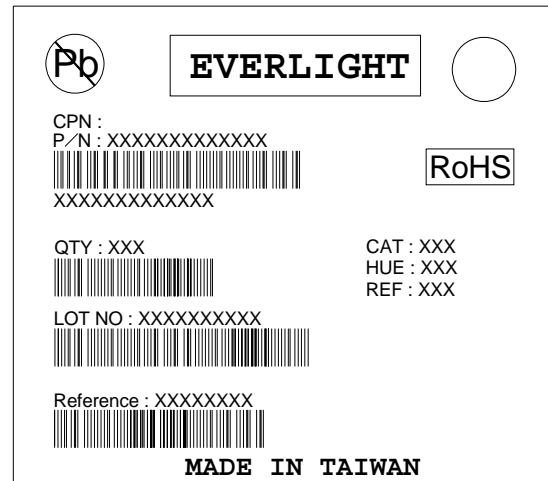 Pb
EVERLIGHT
CPN :
P/N : XXXXXXXXXXXXX
RoHS
XXXXXXXXXXXXX
QTY : XXX
CAT : XXX
HUE : XXX
REF : XXX
LOT NO : XXXXXXXXXX
Reference : XXXXXXXX
MADE IN TAIWAN